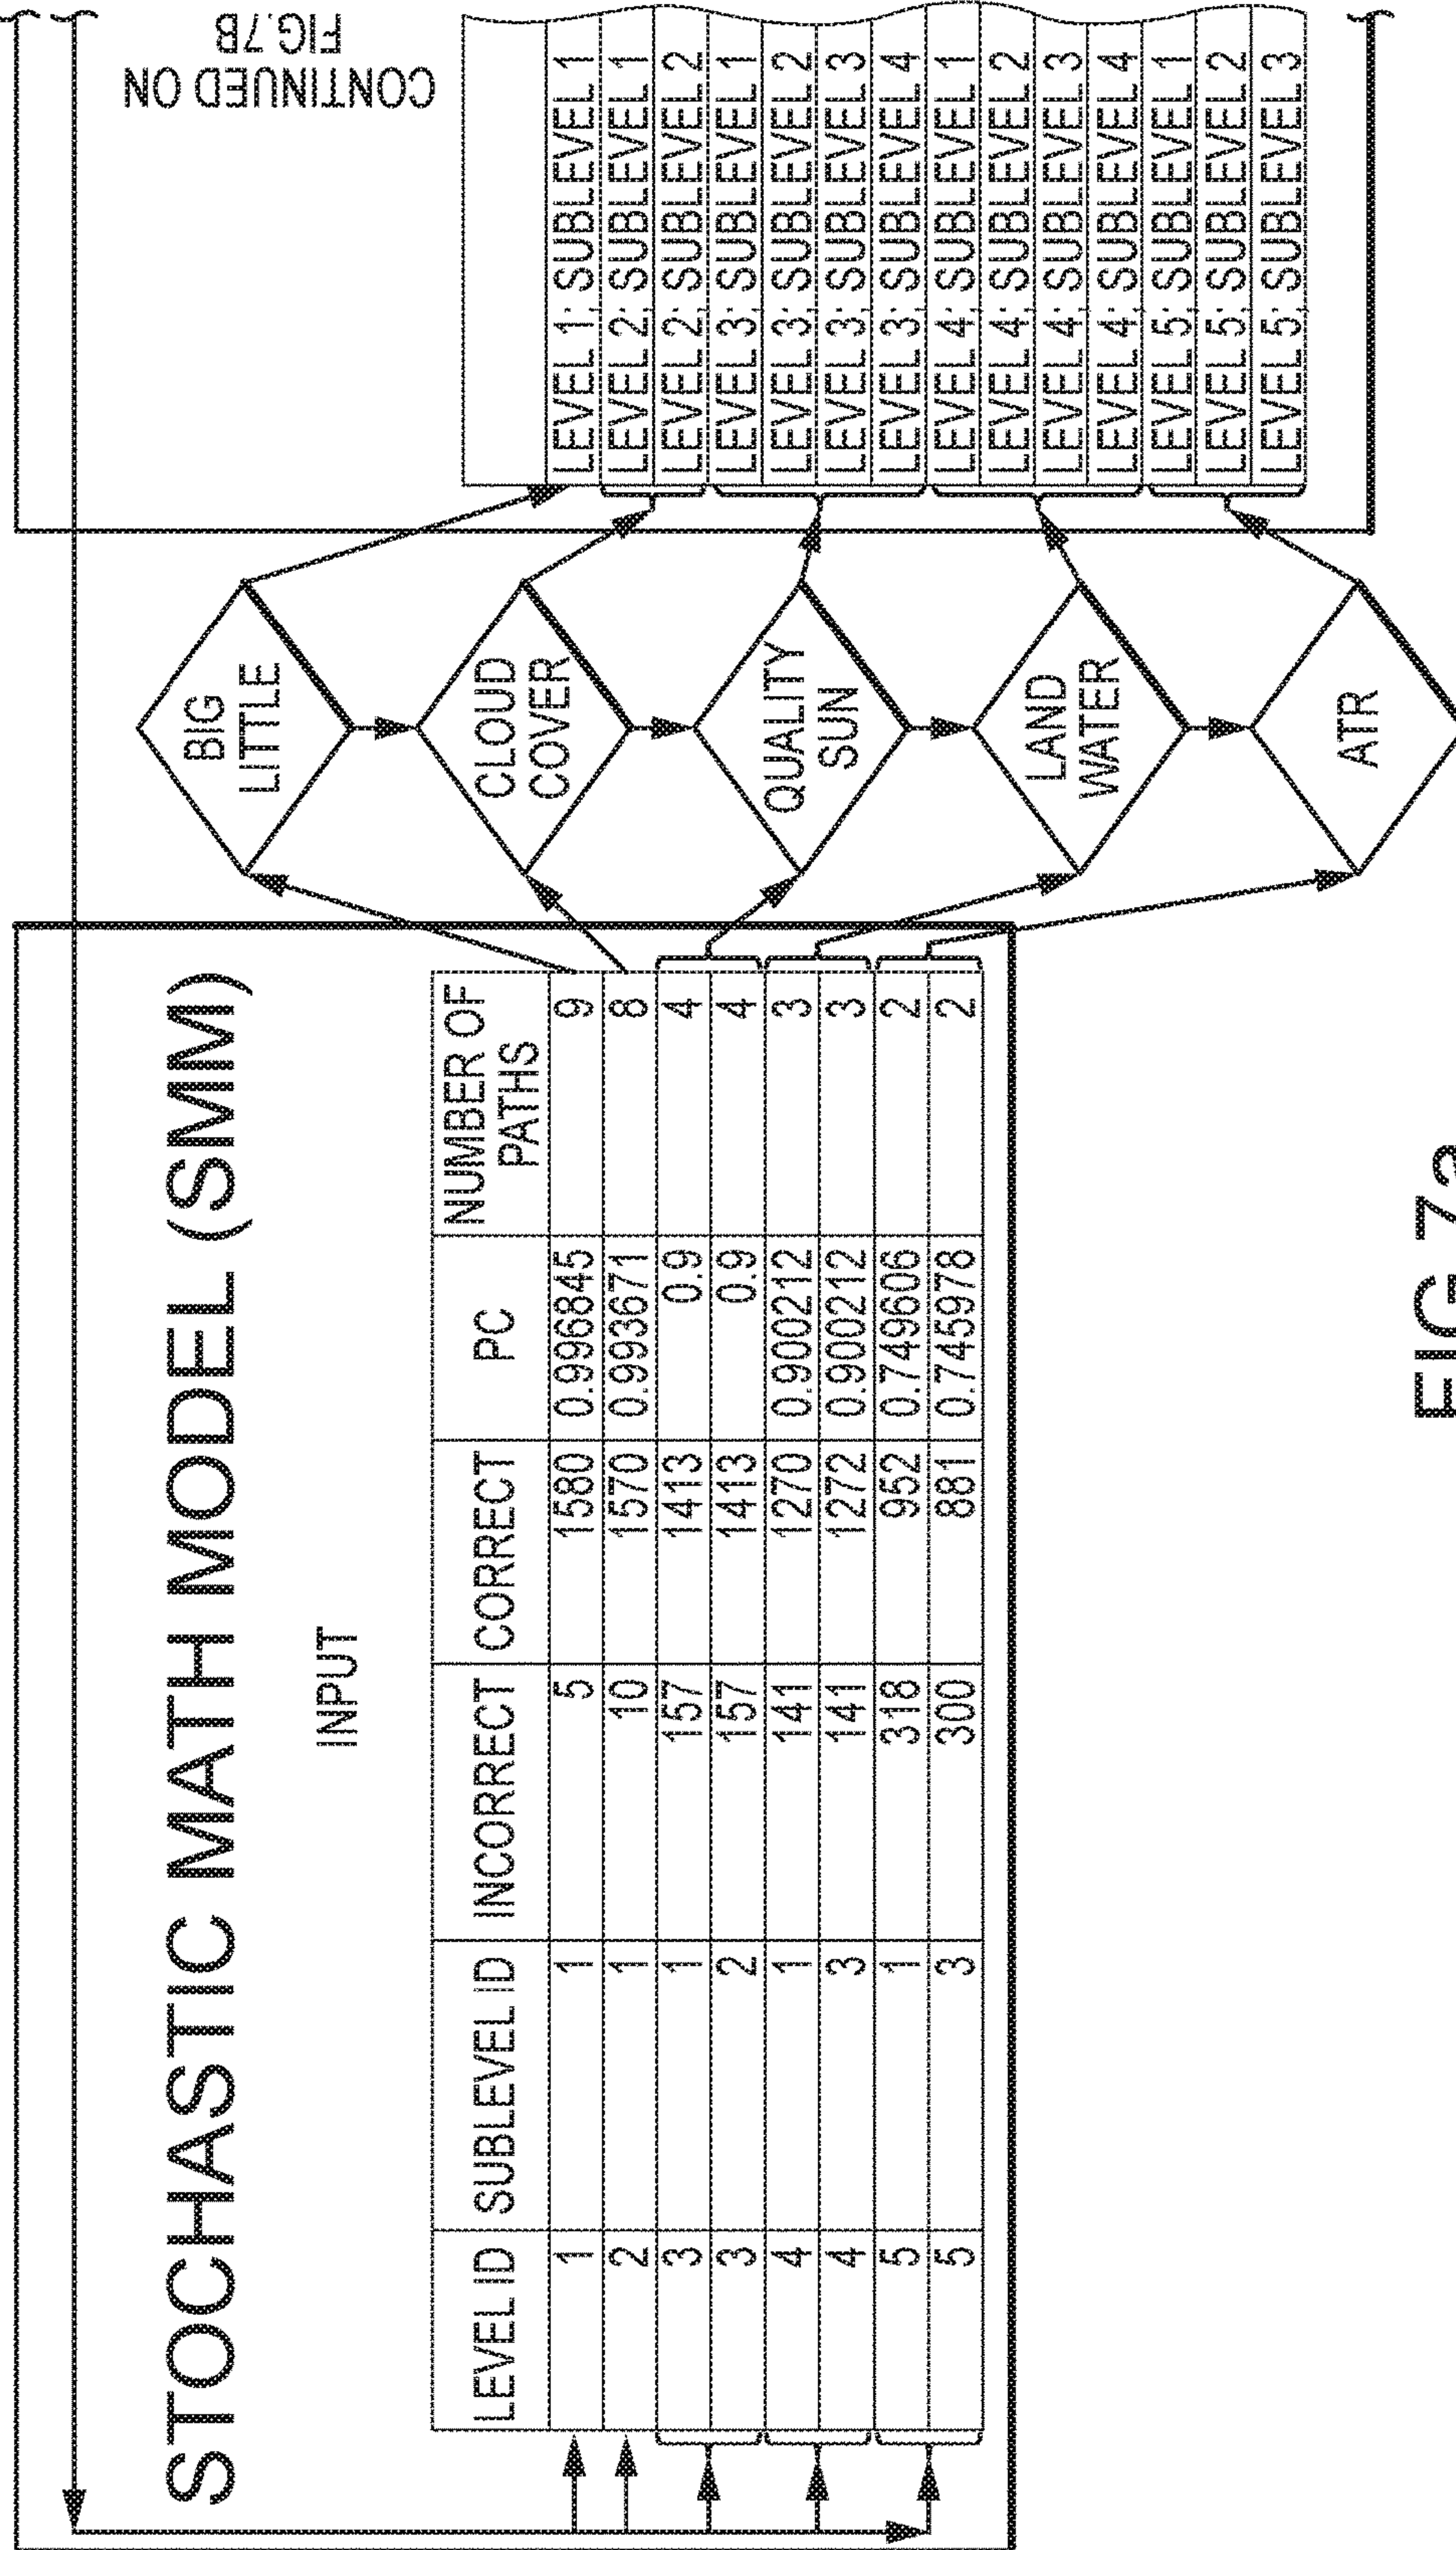 STOCHASTIC MATH MODEL (SMM)
INPUT
LEVEL ID SUBLEVEL ID INCORRECT CORRECT PC NUMBER OF
PATHS
1 1 5 1580 0.996845 9
2 1 10 1570 0.993671 8
3 1 157 1413 0.9 4
3 2 157 1413 0.9 4
4 1 141 1270 0.900212 3
4 3 141 1272 0.900212 3
5 1 318 952 0.749606 2
5 3 300 881 0.745978 2
BIG
LITTLE
CLOUD
COVER
QUALITY
SUN
LAND
WATER
ATR
CONTINUED ON
FIG.7B
LEVEL 1; SUBLEVEL 1
LEVEL 2; SUBLEVEL 1
LEVEL 2; SUBLEVEL 2
LEVEL 3; SUBLEVEL 1
LEVEL 3; SUBLEVEL 2
LEVEL 3; SUBLEVEL 3
LEVEL 3; SUBLEVEL 4
LEVEL 4; SUBLEVEL 1
LEVEL 4; SUBLEVEL 2
LEVEL 4; SUBLEVEL 3
LEVEL 4; SUBLEVEL 4
LEVEL 5; SUBLEVEL 1
LEVEL 5; SUBLEVEL 2
LEVEL 5; SUBLEVEL 3
FIG.7a